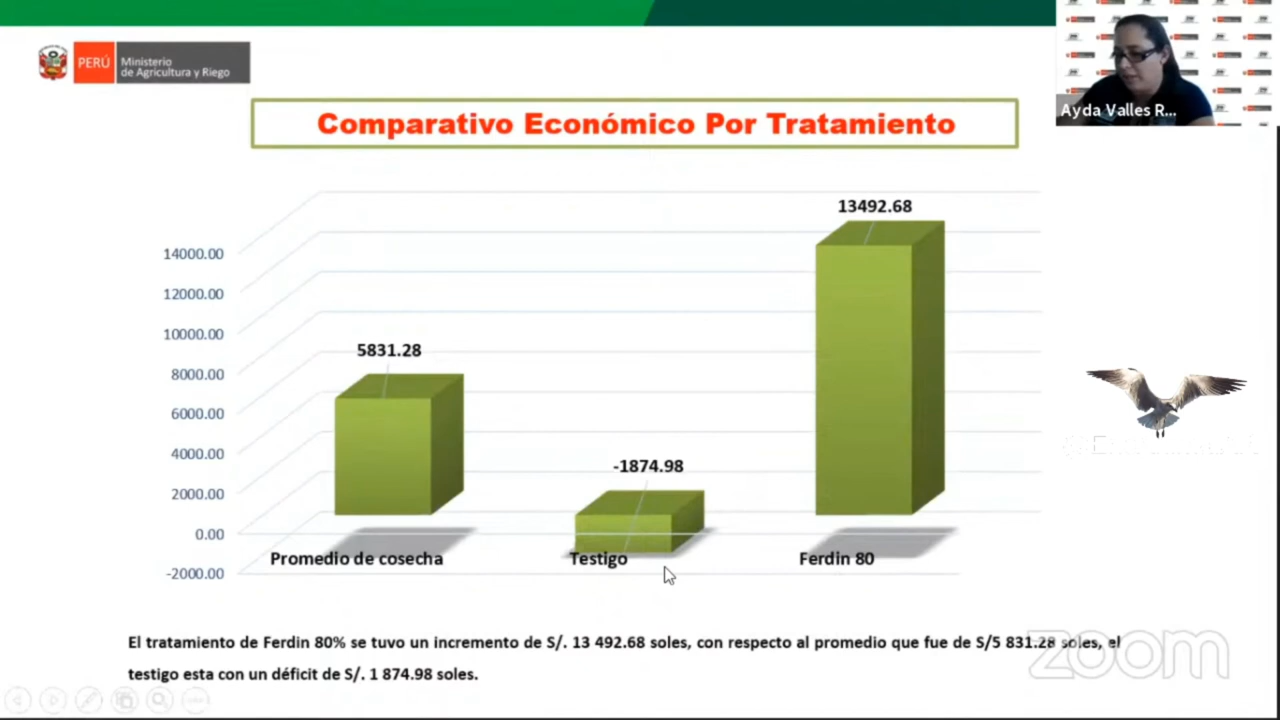 PERÚ
Ministerio
de Agricultura y Riego
Ayda Valles R...
Comparativo Económico Por Tratamiento
14000.00
12000.00
10000.00
8000.00
6000.00
4000.00
2000.00
0.00
-2000.00
5831.28
-1874.98
13492.68
Promedio de cosecha
Testigo
Ferdin 80
El tratamiento de Ferdin 80% se tuvo un incremento de S/. 13 492.68 soles, con respecto al promedio que fue de S/5 831.28 soles, el
testigo esta con un déficit de S/. 1 874.98 soles.
zoom